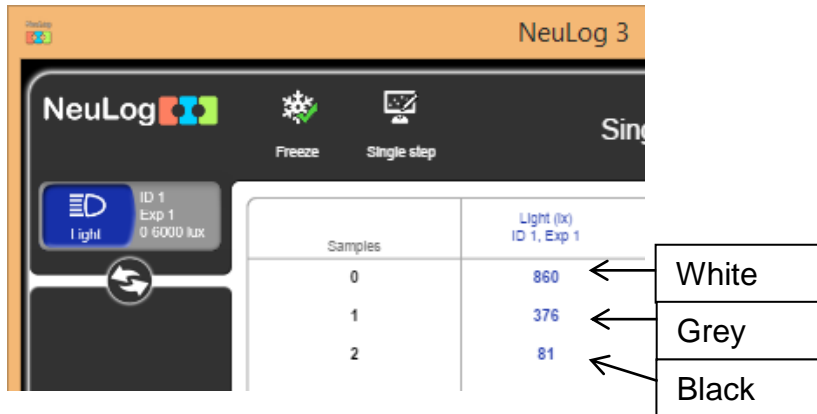 NeuLog 3
NeuLog
Freeze
Single step
Sing
Light
ID 1
Exp 1
0 6000 lux
Samples
Light (lx)
ID 1, Exp 1
0 860 White
1 376 Grey
2 81 Black